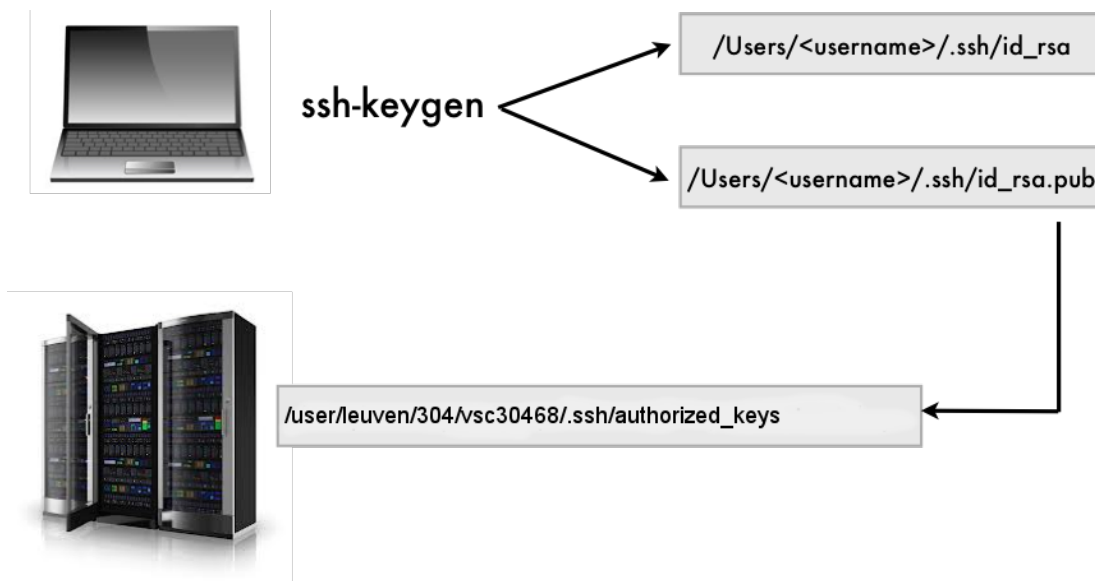 /Users/<username>/.ssh/id_rsa
ssh-keygen
/Users/<username>/.ssh/id_rsa.pub
/user/leuven/304/vsc30468/.ssh/authorized_keys